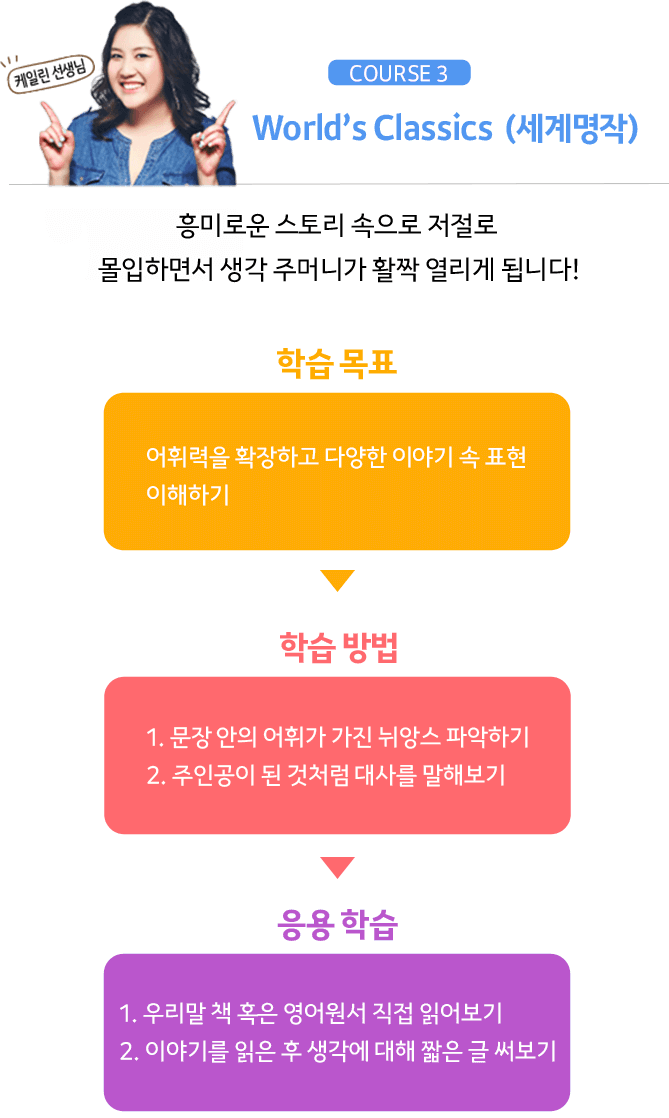 케일린 선생님
COURSE 3
World's Classics (세계명작)
흥미로운 스토리 속으로 저절로
몰입하면서 생각 주머니가 활짝 열리게 됩니다!
학습 목표
어휘력을 확장하고 다양한 이야기 속 표현
이해하기
학습 방법
1. 문장 안의 어휘가 가진 뉘앙스 파악하기
2. 주인공이 된 것처럼 대사를 말해보기
응용 학습
1. 우리말 책 혹은 영어원서 직접 읽어보기
2. 이야기를 읽은 후 생각에 대해 짧은 글 써보기